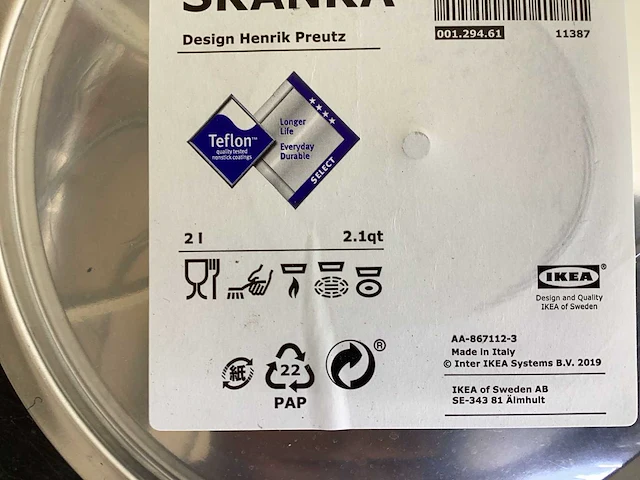 SKÄNKA
Design Henrik Preutz
001.294.61
11387
Teflon™
quality tested
nonstick coatings
Longer
Life
Everyday
Durable
SELECT
2 l
2.1qt
IKEA®
Design and Quality
IKEA of Sweden
紙
22
PAP
®
AA-867112-3
Made in Italy
© Inter IKEA Systems B.V. 2019
IKEA of Sweden AB
SE-343 81 Älmhult